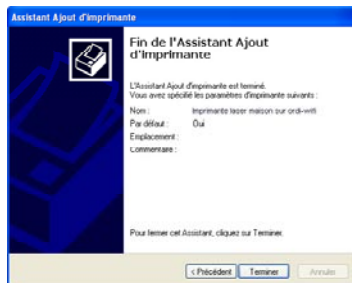 Assistant Ajout d'imprimante
Fin de l'Assistant Ajout
d'imprimante
L'Assistant Ajout d'imprimante est terminé.
Vous avez spécifié les paramètres d'imprimante suivants :
Nom : Imprimante laser maison sur ordi-wifi
Par défaut : Oui
Emplacement :
Commentaire :
Pour fermer cet Assistant, cliquez sur Terminer.
< Précédent Terminer Annuler